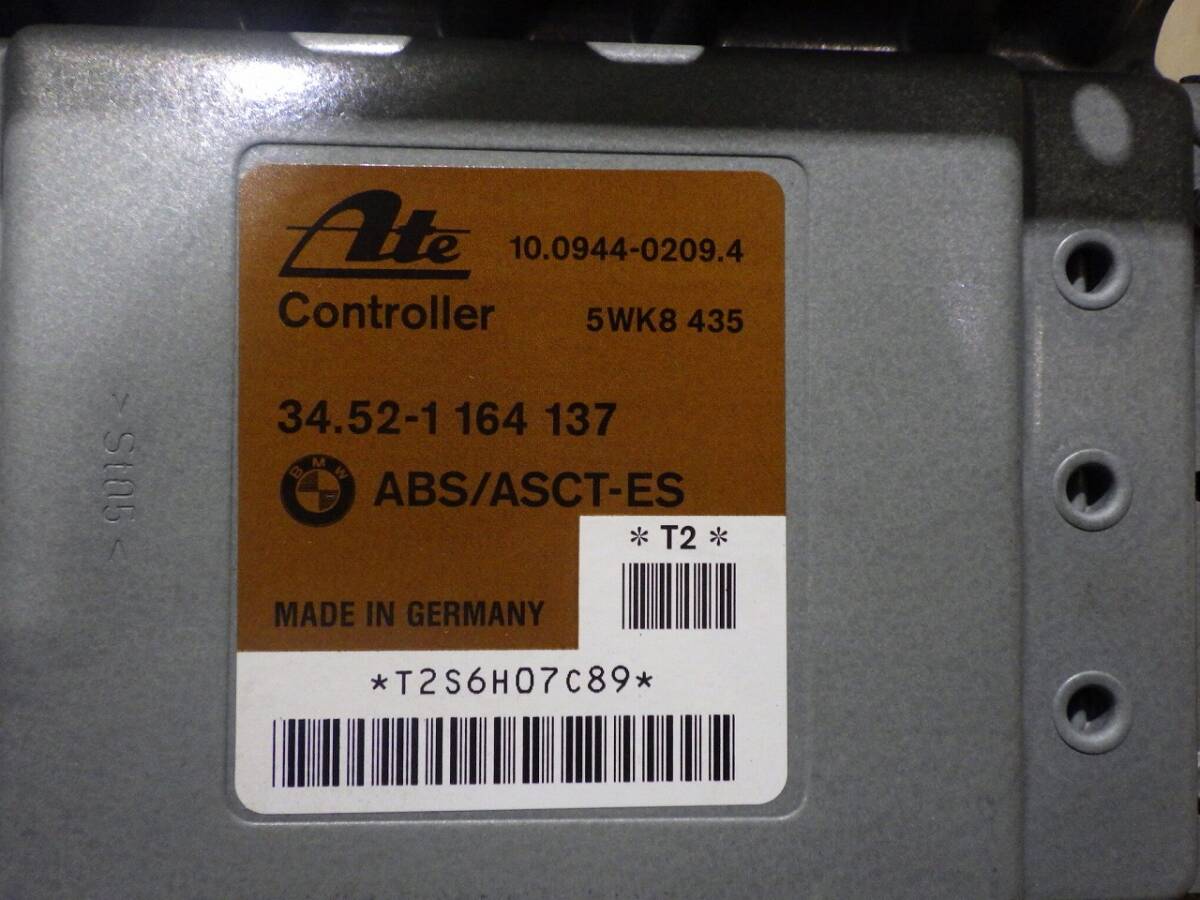 Ate 10.0944-0209.4
Controller 5WK8 435
34.52-1 164 137
BMW ABS/ASCT-ES
* T2 *
MADE IN GERMANY
*T2S6H07C89*